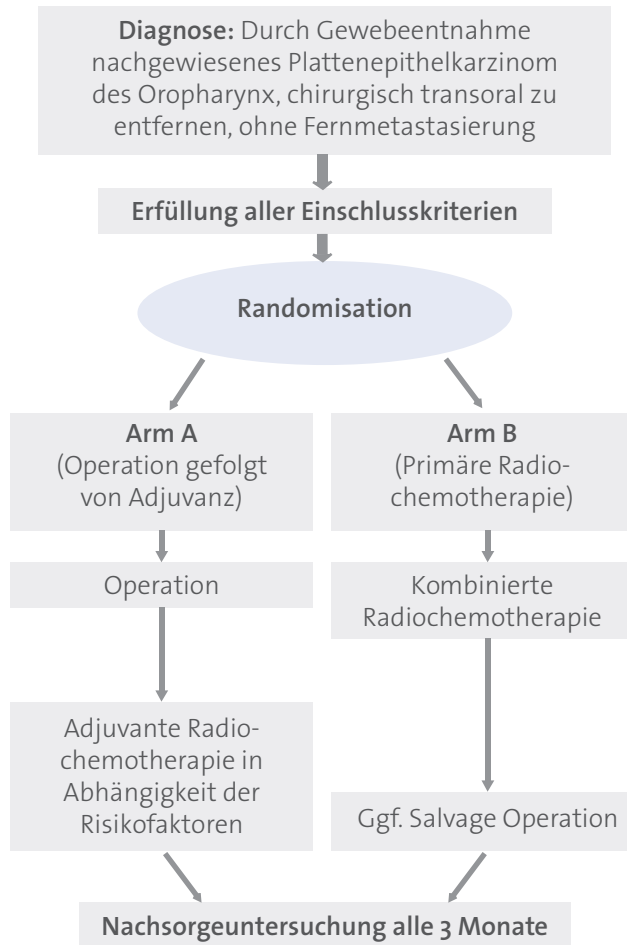 Diagnose: Durch Gewebeentnahme
nachgewiesenes Plattenepithelkarzinom
des Oropharynx, chirurgisch transoral zu
entfernen, ohne Fernmetastasierung
Erfüllung aller Einschlusskriterien
Randomisation
Arm A
(Operation gefolgt
von Adjuvanz)
Operation
Adjuvante Radio-
chemotherapie in
Abhängigkeit der
Risikofaktoren
Arm B
(Primäre Radio-
chemotherapie)
Kombinierte
Radiochemotherapie
Ggf. Salvage Operation
Nachsorgeuntersuchung alle 3 Monate